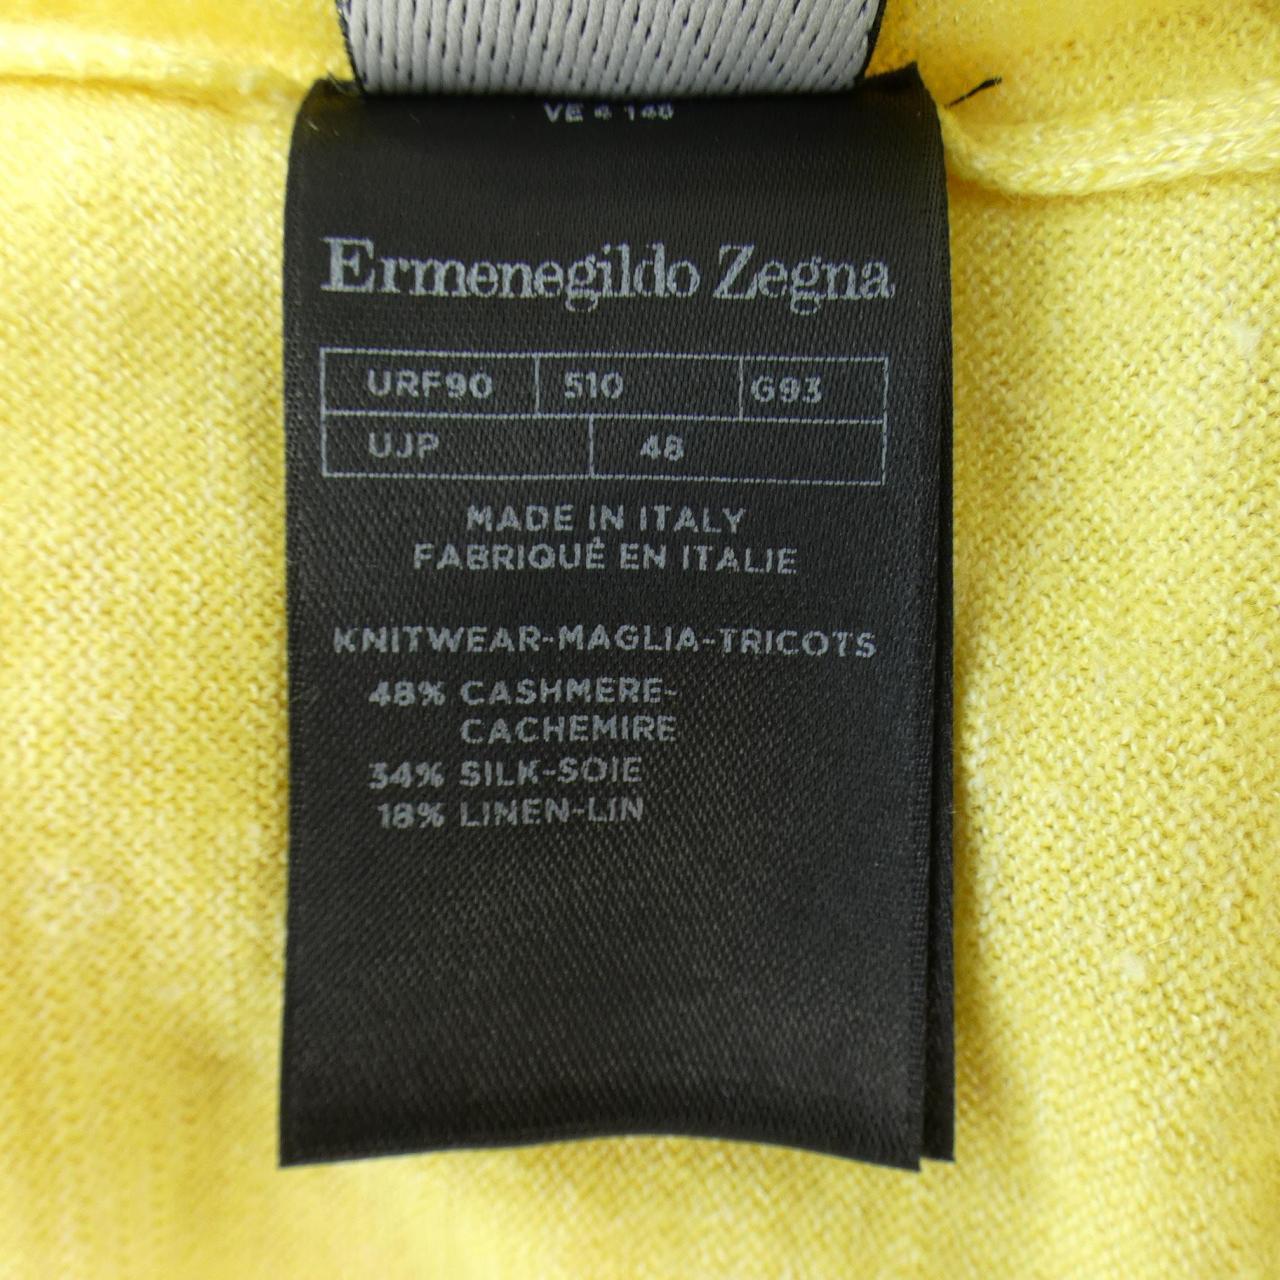 VE 4 148
Ermenegildo Zegna
URF90 510 G93
UJP 48
MADE IN ITALY
FABRIQUÉ EN ITALIE
KNITWEAR-MAGLIA-TRICOTS
48% CASHMERE-
CACHEMIRE
34% SILK-SOIE
18% LINEN-LIN